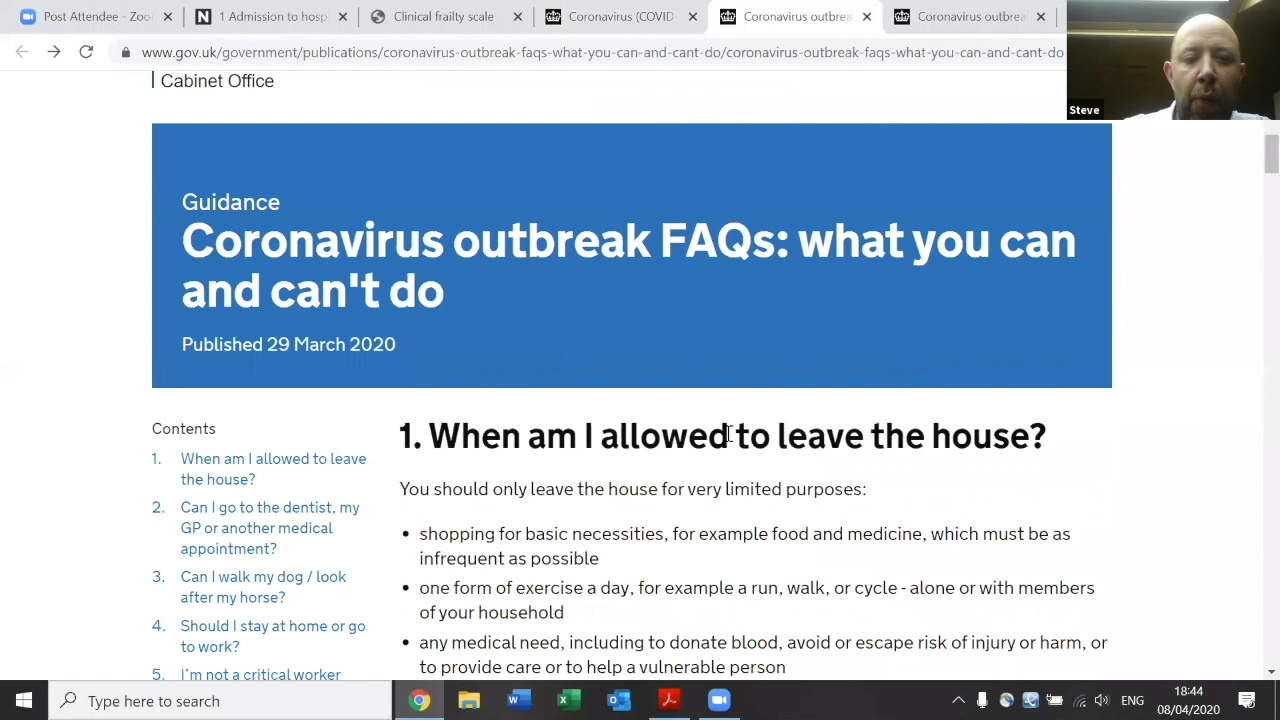 Post Attendee - Zoo
1 Admission to hosp
Clinical frailty scale
Coronavirus COVID
Coronavirus outbrea
Coronavirus outbrea
www.gov.uk/government/publications/coronavirus-outbreak-faqs-what-you-can-and-cant-do/coronavirus-outbreak-faqs-what-you-can-and-cant-do
Steve
Cabinet Office
Guidance
Coronavirus outbreak FAQs: what you can
and can't do
Published 29 March 2020
Contents
1. When am I allowed to leave
the house?
2. Can I go to the dentist, my
GP or another medical
appointment?
3. Can I walk my dog / look
after my horse?
4. Should I stay at home or go
to work?
5. I'm not a critical worker
1. When am I allowed to leave the house?
You should only leave the house for very limited purposes:
• shopping for basic necessities, for example food and medicine, which must be as
infrequent as possible
• one form of exercise a day, for example a run, walk, or cycle - alone or with members
of your household
• any medical need, including to donate blood, avoid or escape risk of injury or harm, or
to provide care or to help a vulnerable person
Type here to search
ENG
18:44
08/04/2020